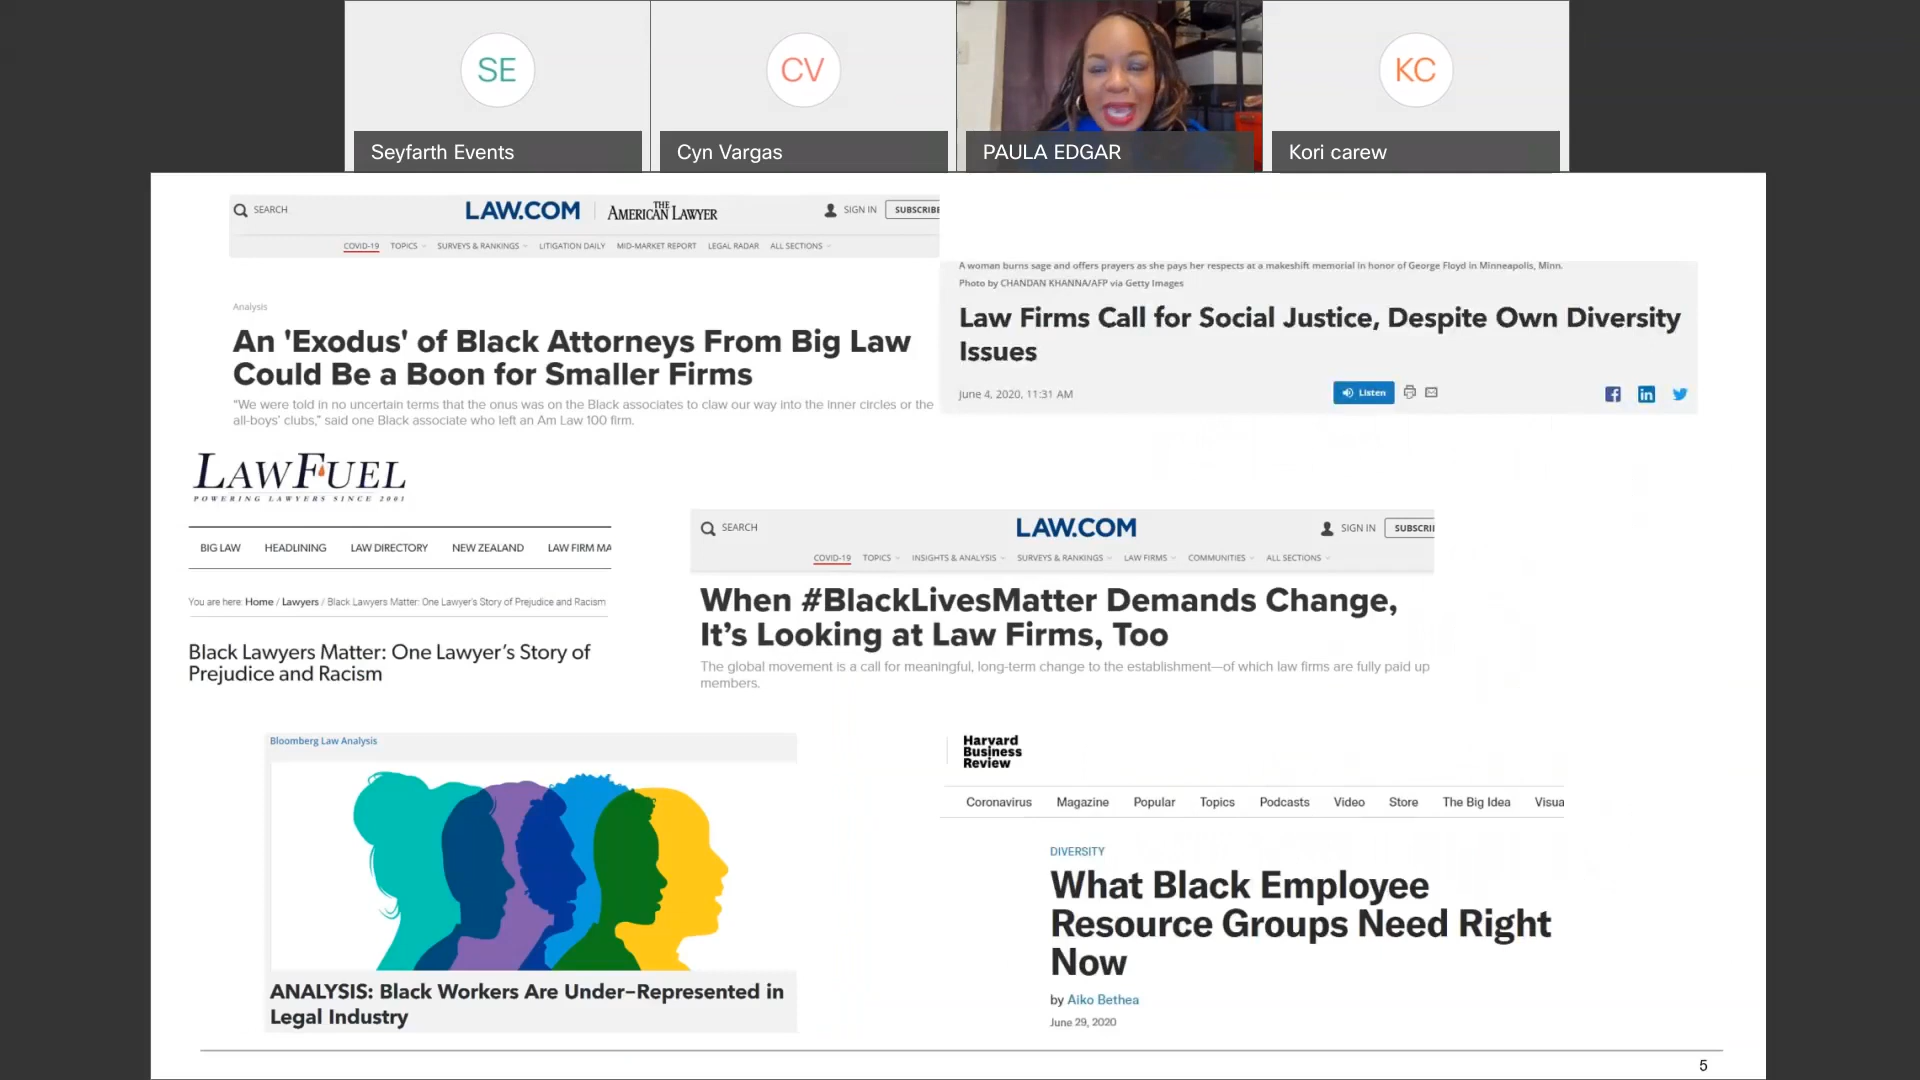 SE
Seyfarth Events
CV
Cyn Vargas
PAULA EDGAR
KC
Kori carew
SEARCH
LAW.COM
THE
AMERICAN LAWYER
SIGN IN
SUBSCRIBE
COVID-19 TOPICS SURVEYS & RANKINGS LITIGATION DAILY MID-MARKET REPORT LEGAL RADAR ALL SECTIONS
Analysis
An 'Exodus' of Black Attorneys From Big Law
Could Be a Boon for Smaller Firms
“We were told in no uncertain terms that the onus was on the Black associates to claw our way into the inner circles or the
all-boys’ clubs,” said one Black associate who left an Am Law 100 firm.
A woman burns sage and offers prayers as she pays her respects at a makeshift memorial in honor of George Floyd in Minneapolis, Minn.
Photo by CHANDAN KHANNA/AFP via Getty Images
Law Firms Call for Social Justice, Despite Own Diversity
Issues
June 4, 2020, 11:31 AM
Listen
LAWFUEL
POWERING LAWYERS SINCE 2001
BIG LAW HEADLINING LAW DIRECTORY NEW ZEALAND LAW FIRM MA
You are here: Home / Lawyers / Black Lawyers Matter: One Lawyer’s Story of Prejudice and Racism
Black Lawyers Matter: One Lawyer’s Story of
Prejudice and Racism
SEARCH
LAW.COM
SIGN IN
SUBSCRI
COVID-19 TOPICS INSIGHTS & ANALYSIS SURVEYS & RANKINGS LAW FIRMS COMMUNITIES ALL SECTIONS
When #BlackLivesMatter Demands Change,
It’s Looking at Law Firms, Too
The global movement is a call for meaningful, long-term change to the establishment—of which law firms are fully paid up
members.
Bloomberg Law Analysis
ANALYSIS: Black Workers Are Under-Represented in
Legal Industry
Harvard
Business
Review
Coronavirus Magazine Popular Topics Podcasts Video Store The Big Idea Visua
DIVERSITY
What Black Employee
Resource Groups Need Right
Now
by Aiko Bethea
June 29, 2020
5